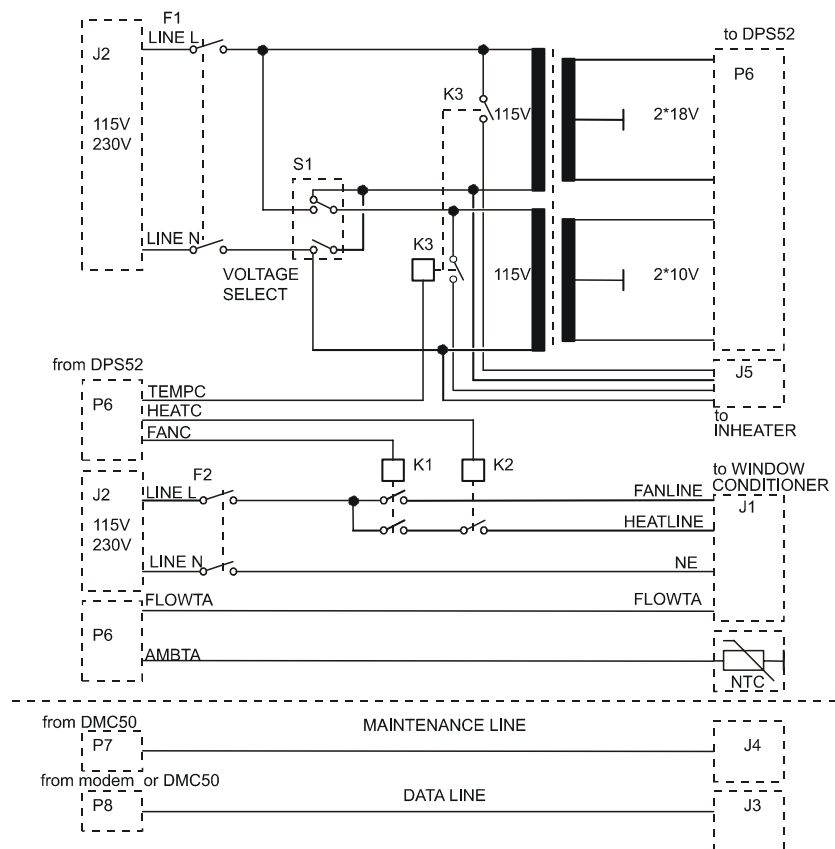 F1
to DPS52
LINE L
J2
P6
K3
115V
230V
115V
2*18V
S1
LINE N
K3
VOLTAGE
SELECT
115V
2*10V
from DPS52
J5
P6
TEMPC
HEATC
FANC
to
INHEATER
K1
K2
to WINDOW
CONDITIONER
F2
J2
LINE L
FANLINE
J1
115V
230V
HEATLINE
LINE N
NE
FLOWTA
FLOWTA
P6
AMBTA
NTC
from DMC50
MAINTENANCE LINE
P7
J4
from modem or DMC50
P8
DATA LINE
J3